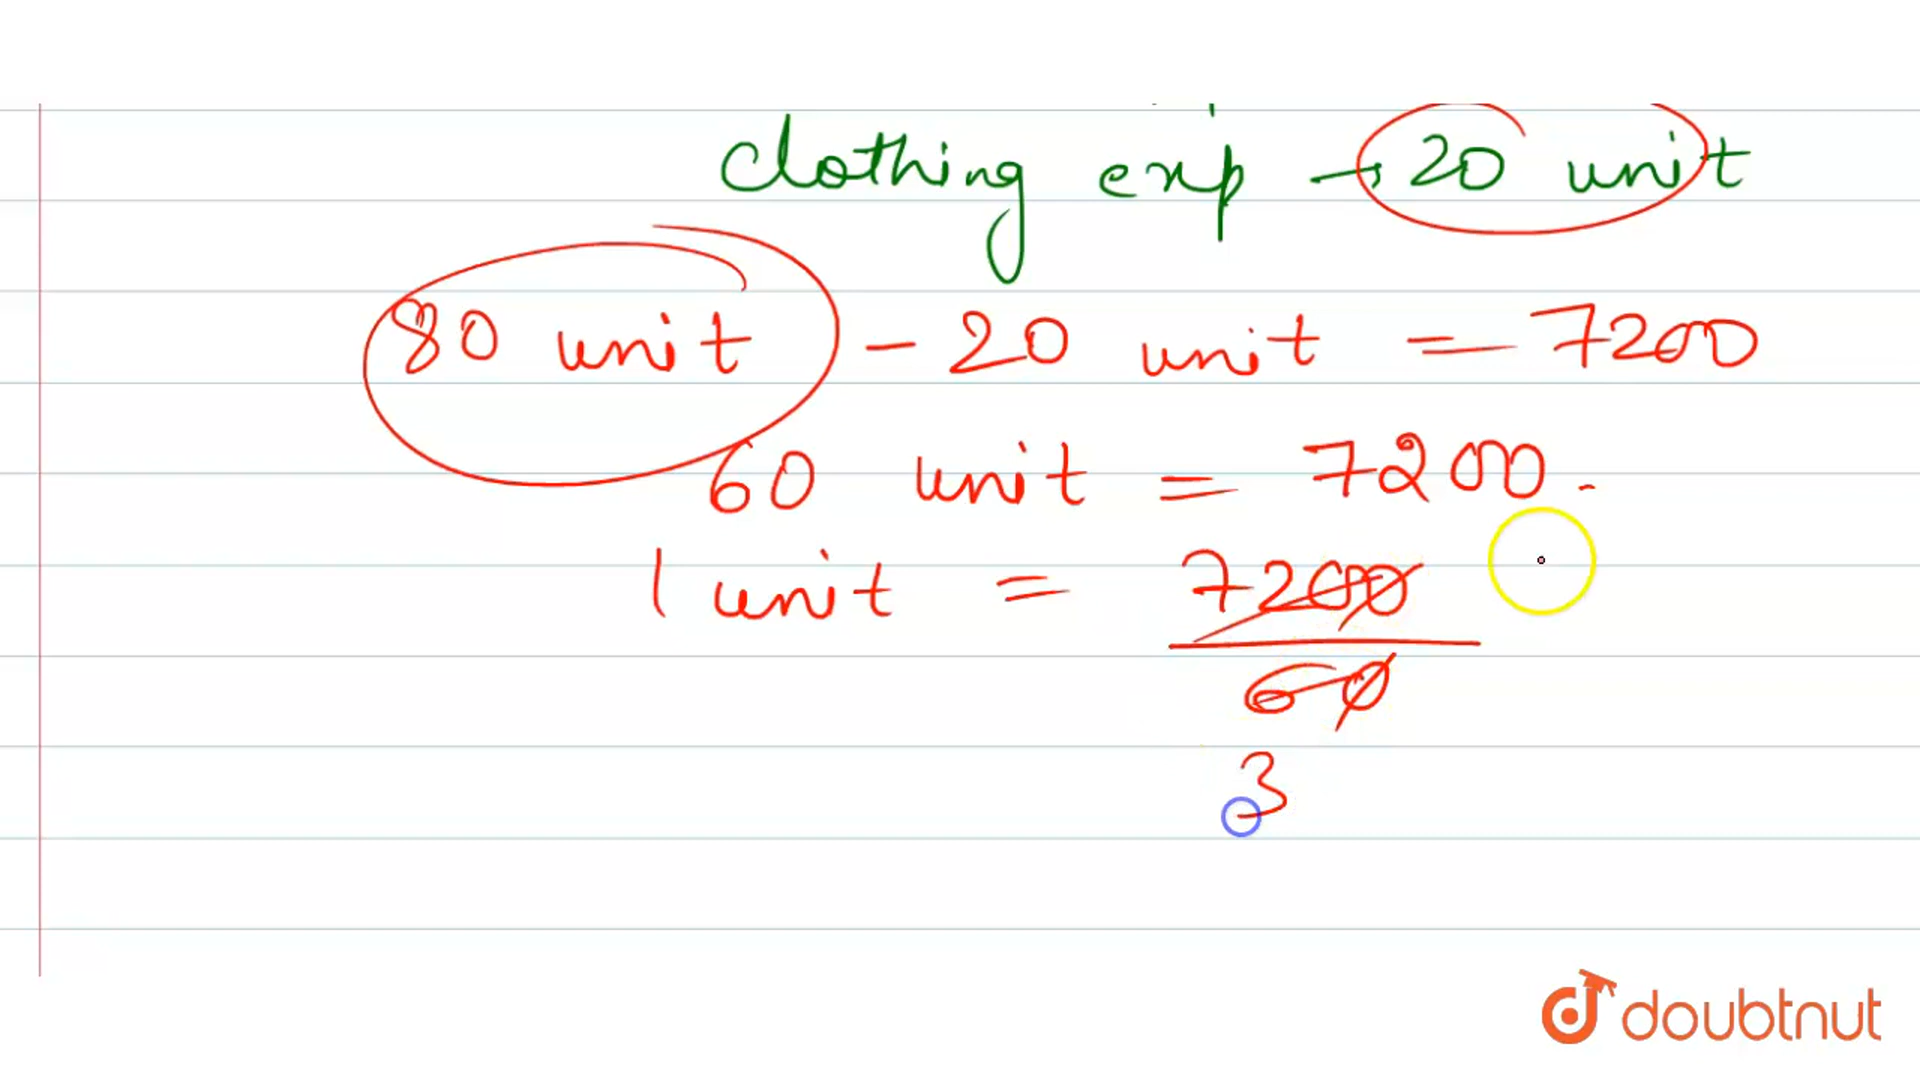 clothing exp → 20 unit
80 unit - 20 unit = 7200
60 unit = 7200.
1 unit = 7200
60
3
doubtnut